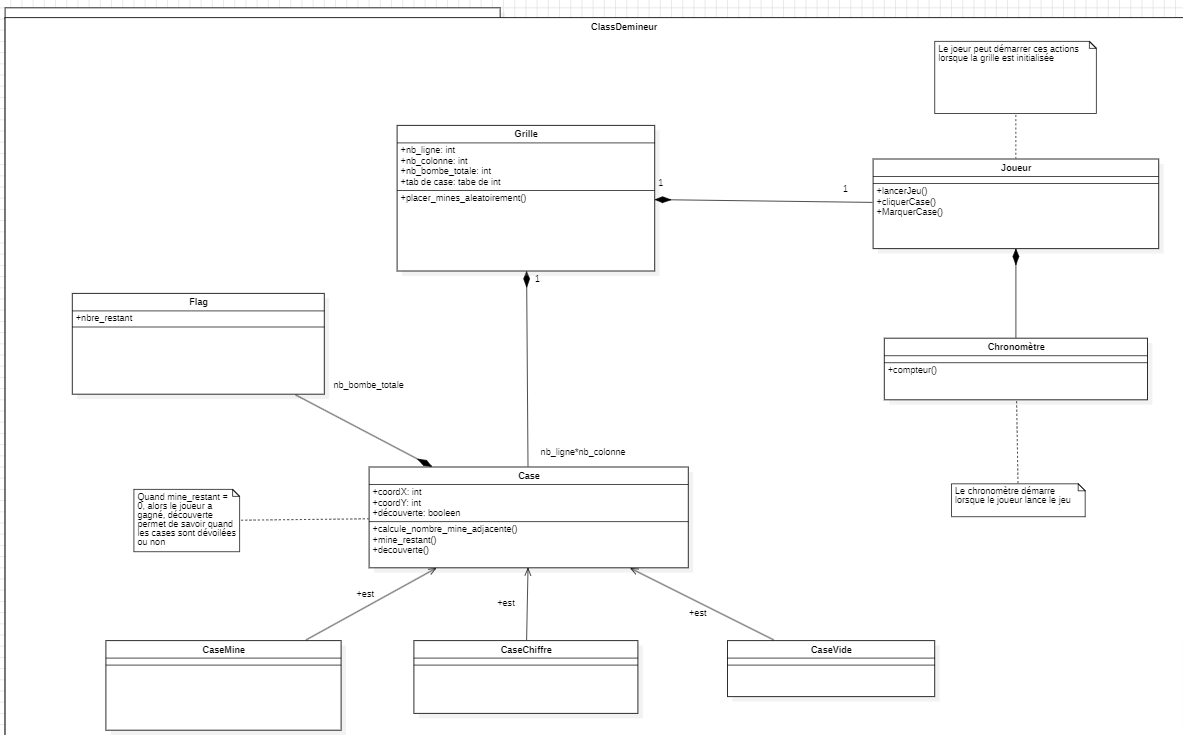 ClassDemineur
Le joeur peut démarrer ces actions
lorsque la grille est initialisée
Grille
+nb_ligne: int
+nb_colonne: int
+nb_bombe_totale: int
+tab de case: tabe de int
+placer_mines_aleatoirement()
1
1
Joueur
+lancerJeu()
+cliquerCase()
+MarquerCase()
1
Flag
+nbre_restant
Chronomètre
+compteur()
nb_bombe_totale
nb_ligne*nb_colonne
Case
+coordX: int
+coordY: int
+découverte: booleen
+calcule_nombre_mine_adjacente()
+mine_restant()
+decouverte()
Quand mine_restant =
0, alors le joueur a
gagné, découverte
permet de savoir quand
les cases sont dévoilées
ou non
Le chronomètre démarre
lorsque le joueur lance le jeu
+est
+est
+est
CaseMine
CaseChiffre
CaseVide